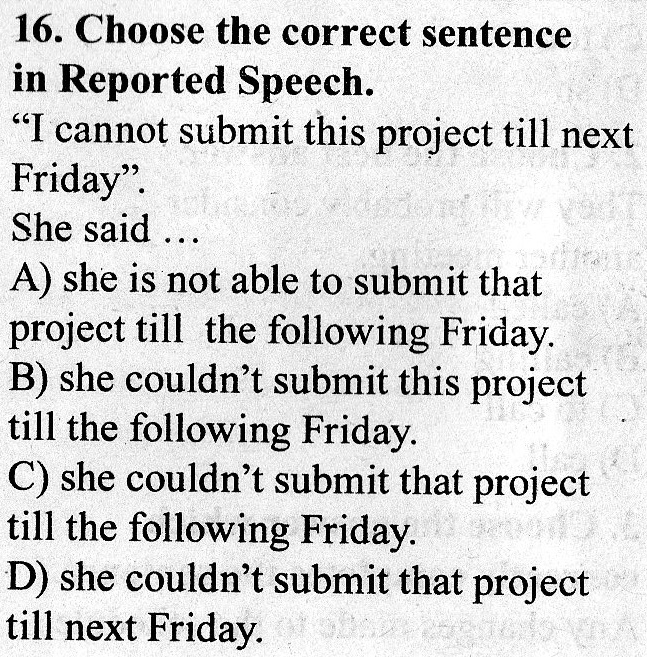 16. Choose the correct sentence
in Reported Speech.
“I cannot submit this project till next
Friday”.
She said …
A) she is not able to submit that
project till the following Friday.
B) she couldn’t submit this project
till the following Friday.
C) she couldn’t submit that project
till the following Friday.
D) she couldn’t submit that project
till next Friday.